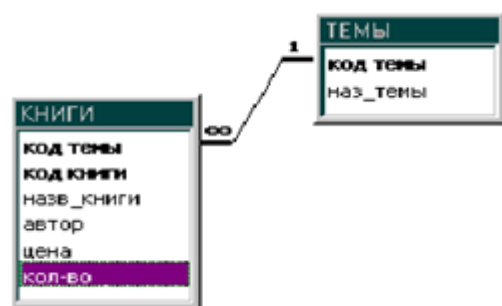 ТЕМЫ
код темы
наз_темы
1
∞
КНИГИ
код темы
код книги
назв_книги
автор
цена
кол-во